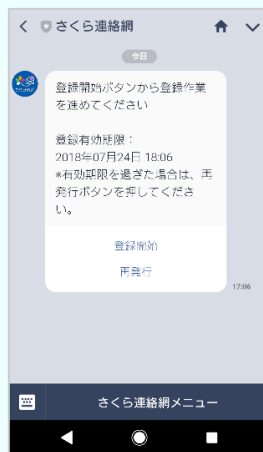 さくら連絡網
今日
登録開始ボタンから登録作業
を進めてください
登録有効期限：
2018年07月24日 18:06
※有効期限を過ぎた場合は、再
発行ボタンを押してくださ
い。
登録開始
再発行
17:06
さくら連絡網メニュー